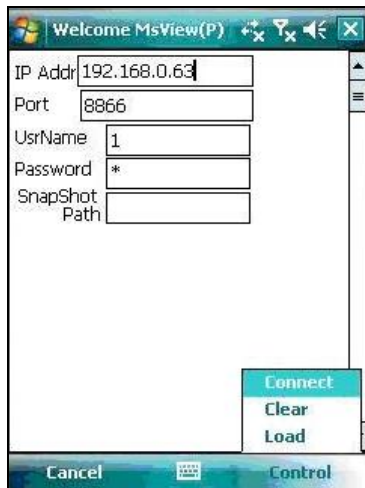 Welcome MsView(P)
IP Addr 192.168.0.63
Port 8866
UsrName 1
Password *
SnapShot
Path
Connect
Clear
Load
Cancel Control